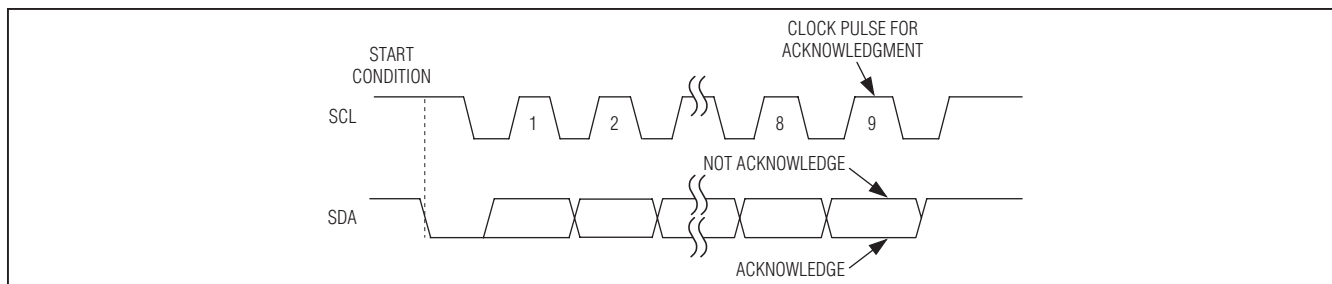 CLOCK PULSE FOR
ACKNOWLEDGMENT
START
CONDITION
SCL
1
2
8
9
NOT ACKNOWLEDGE
SDA
ACKNOWLEDGE